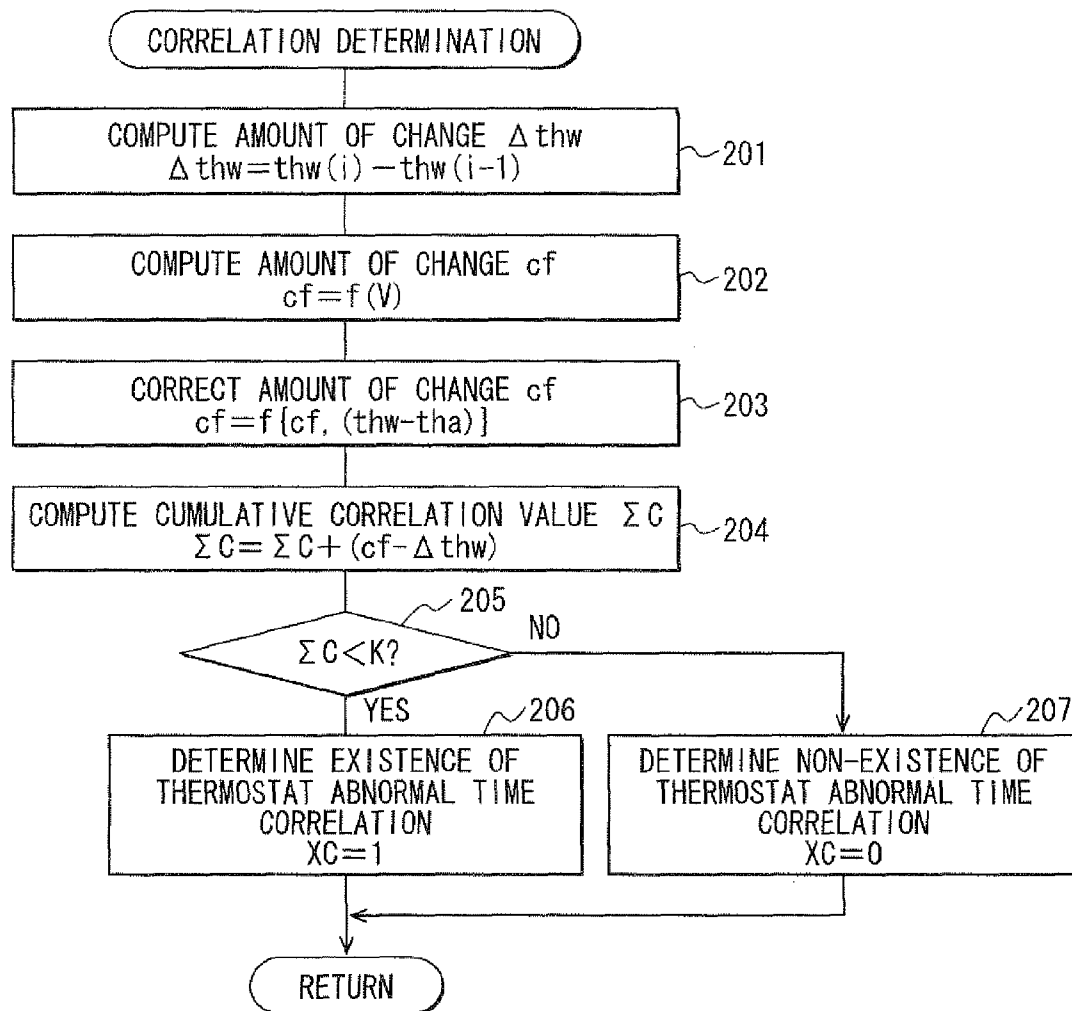 CORRELATION DETERMINATION
COMPUTE AMOUNT OF CHANGE Δthw
Δthw=thw(i)−thw(i-1)
201
COMPUTE AMOUNT OF CHANGE cf
cf=f(V)
202
CORRECT AMOUNT OF CHANGE cf
cf=f{cf, (thw-tha)}
203
COMPUTE CUMULATIVE CORRELATION VALUE ΣC
ΣC=ΣC+(cf-Δthw)
204
205
ΣC<K?
NO
YES
206
DETERMINE EXISTENCE OF
THERMOSTAT ABNORMAL TIME
CORRELATION
XC=1
207
DETERMINE NON-EXISTENCE OF
THERMOSTAT ABNORMAL TIME
CORRELATION
XC=0
RETURN